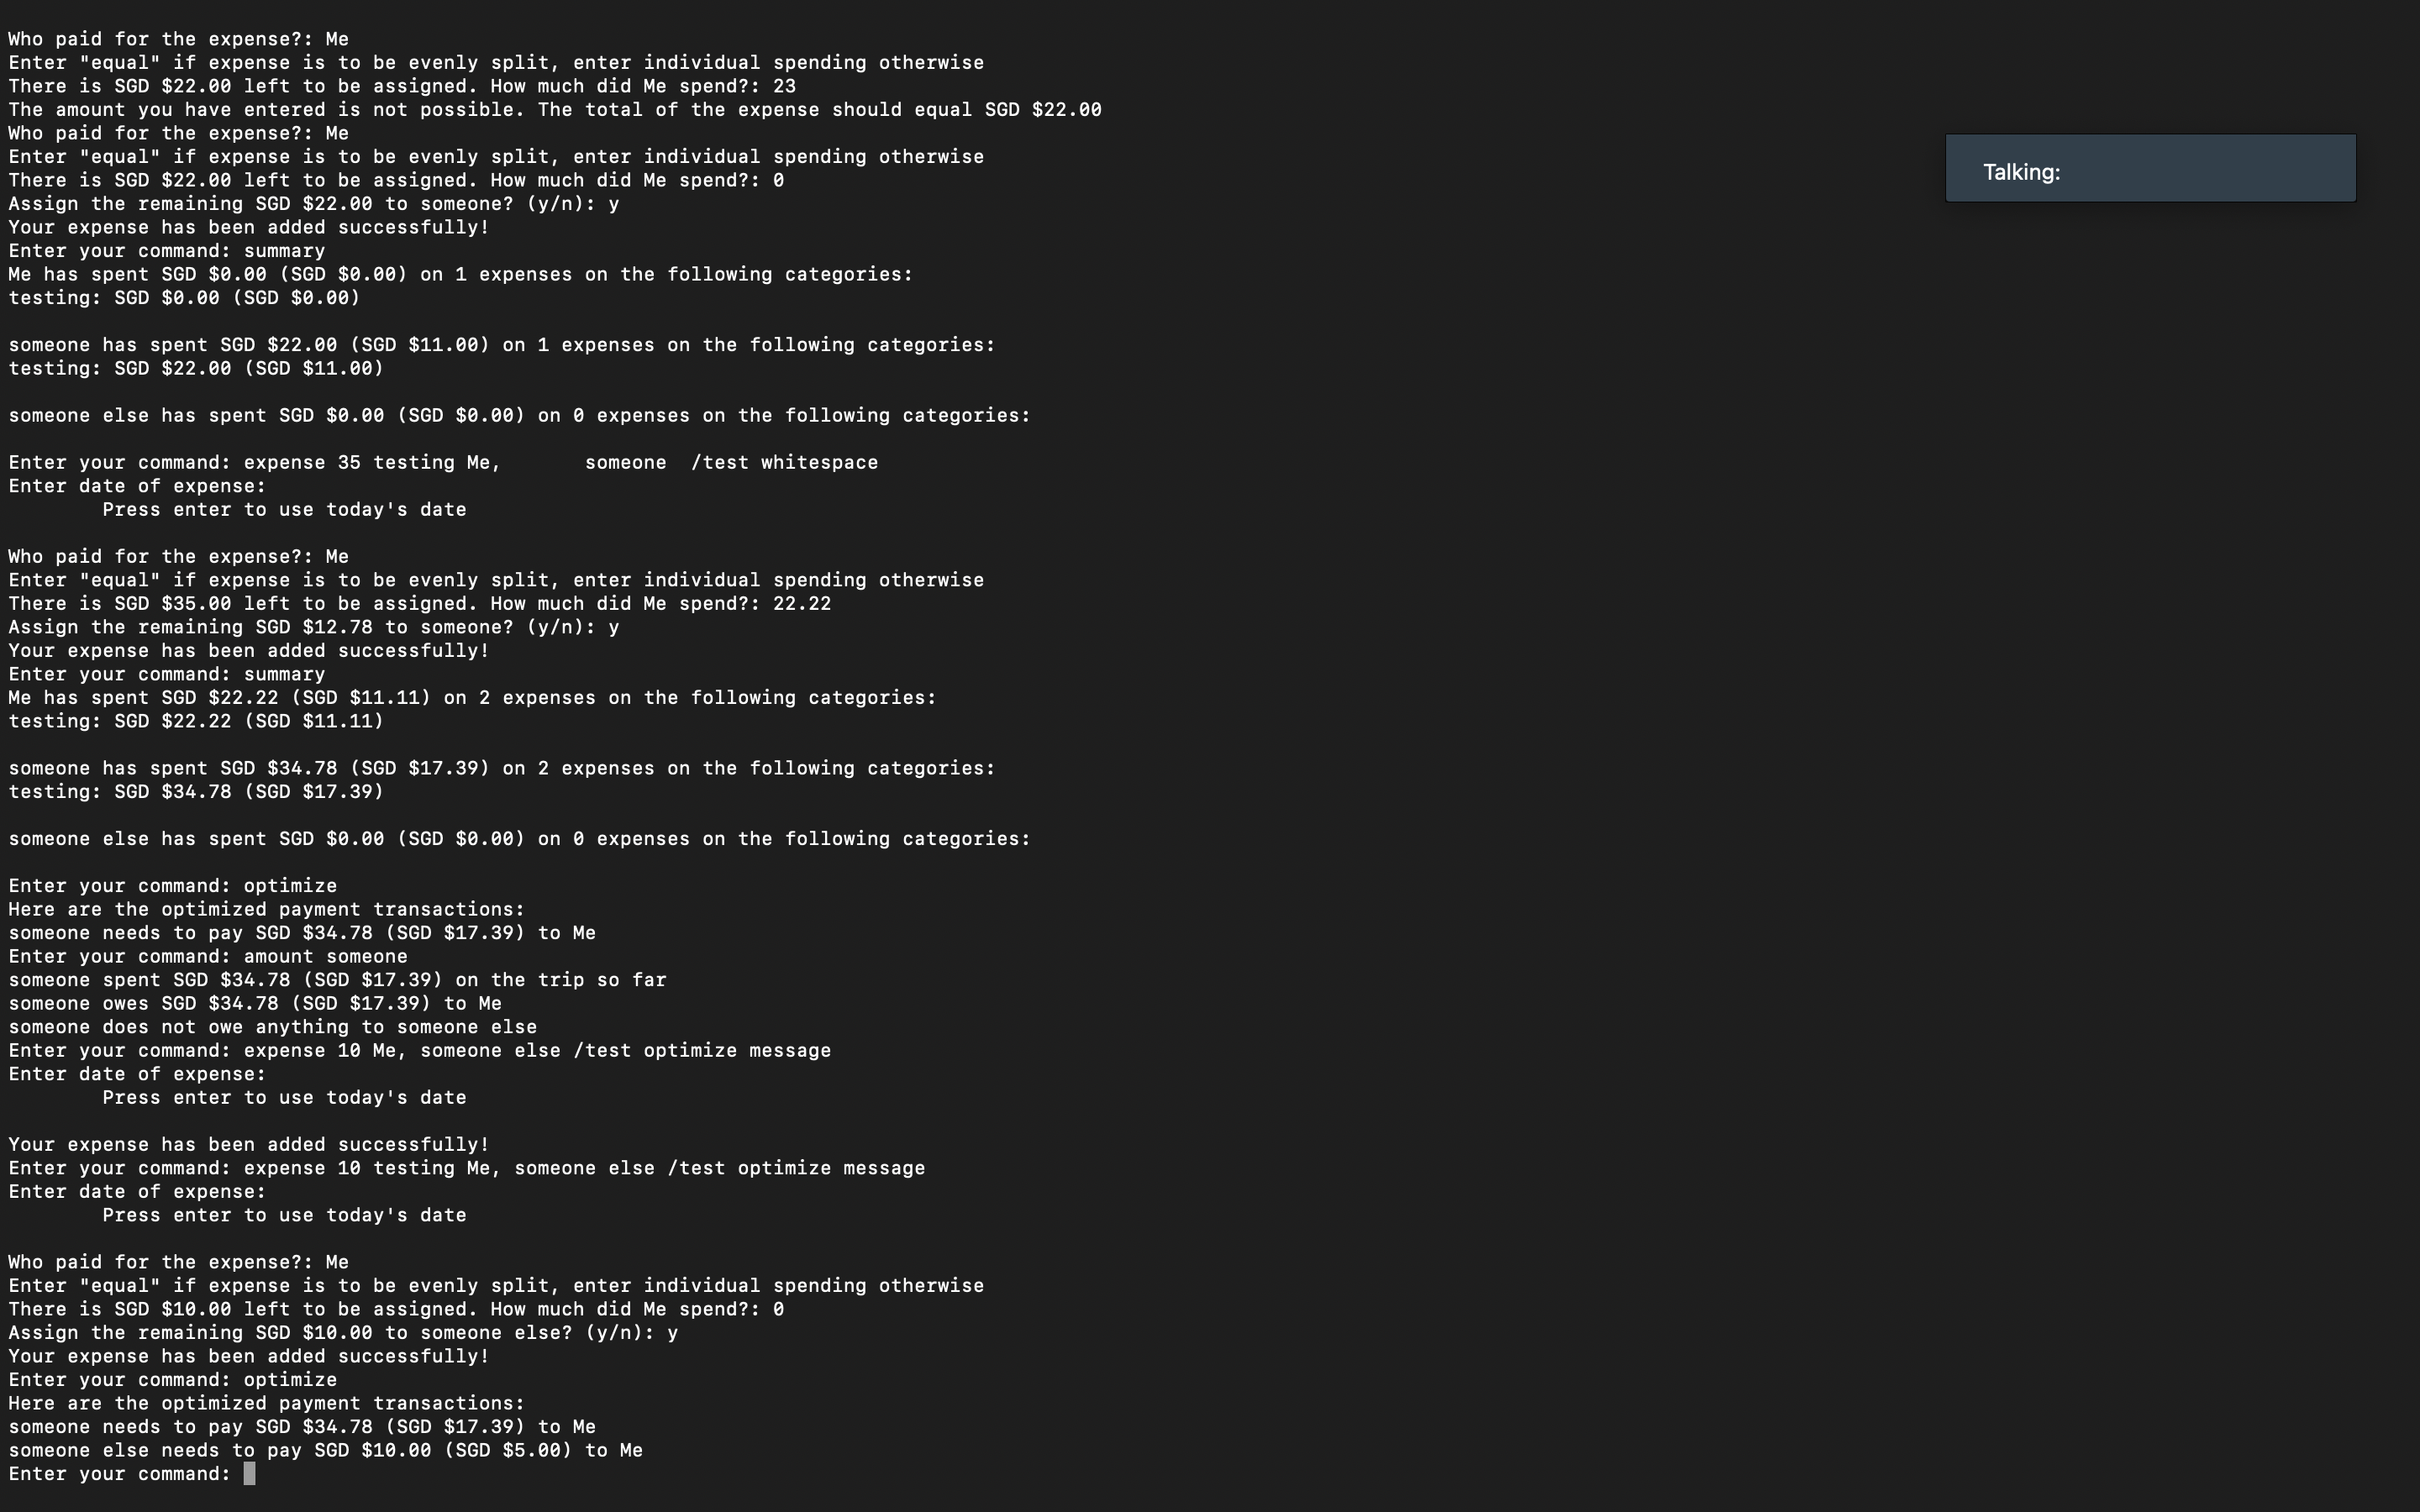 Who paid for the expense?: Me
Enter "equal" if expense is to be evenly split, enter individual spending otherwise
There is SGD $22.00 left to be assigned. How much did Me spend?: 23
The amount you have entered is not possible. The total of the expense should equal SGD $22.00
Who paid for the expense?: Me
Enter "equal" if expense is to be evenly split, enter individual spending otherwise
There is SGD $22.00 left to be assigned. How much did Me spend?: 0
Assign the remaining SGD $22.00 to someone? (y/n): y
Your expense has been added successfully!
Enter your command: summary
Me has spent SGD $0.00 (SGD $0.00) on 1 expenses on the following categories:
testing: SGD $0.00 (SGD $0.00)
someone has spent SGD $22.00 (SGD $11.00) on 1 expenses on the following categories:
testing: SGD $22.00 (SGD $11.00)
someone else has spent SGD $0.00 (SGD $0.00) on 0 expenses on the following categories:
Enter your command: expense 35 testing Me,       someone  /test whitespace
Enter date of expense:
        Press enter to use today's date
Who paid for the expense?: Me
Enter "equal" if expense is to be evenly split, enter individual spending otherwise
There is SGD $35.00 left to be assigned. How much did Me spend?: 22.22
Assign the remaining SGD $12.78 to someone? (y/n): y
Your expense has been added successfully!
Enter your command: summary
Me has spent SGD $22.22 (SGD $11.11) on 2 expenses on the following categories:
testing: SGD $22.22 (SGD $11.11)
someone has spent SGD $34.78 (SGD $17.39) on 2 expenses on the following categories:
testing: SGD $34.78 (SGD $17.39)
someone else has spent SGD $0.00 (SGD $0.00) on 0 expenses on the following categories:
Enter your command: optimize
Here are the optimized payment transactions:
someone needs to pay SGD $34.78 (SGD $17.39) to Me
Enter your command: amount someone
someone spent SGD $34.78 (SGD $17.39) on the trip so far
someone owes SGD $34.78 (SGD $17.39) to Me
someone does not owe anything to someone else
Enter your command: expense 10 Me, someone else /test optimize message
Enter date of expense:
        Press enter to use today's date
Your expense has been added successfully!
Enter your command: expense 10 testing Me, someone else /test optimize message
Enter date of expense:
        Press enter to use today's date
Who paid for the expense?: Me
Enter "equal" if expense is to be evenly split, enter individual spending otherwise
There is SGD $10.00 left to be assigned. How much did Me spend?: 0
Assign the remaining SGD $10.00 to someone else? (y/n): y
Your expense has been added successfully!
Enter your command: optimize
Here are the optimized payment transactions:
someone needs to pay SGD $34.78 (SGD $17.39) to Me
someone else needs to pay SGD $10.00 (SGD $5.00) to Me
Enter your command:
Talking: